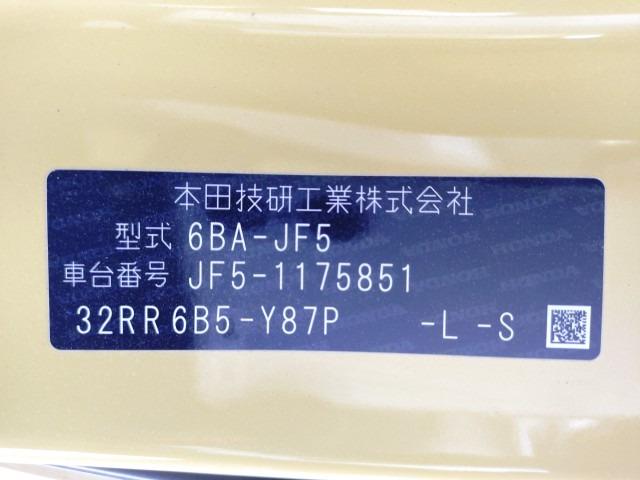 本田技研工業株式会社
型式 6BA-JF5
車台番号 JF5-1175851
32RR6B5-Y87P -L -S